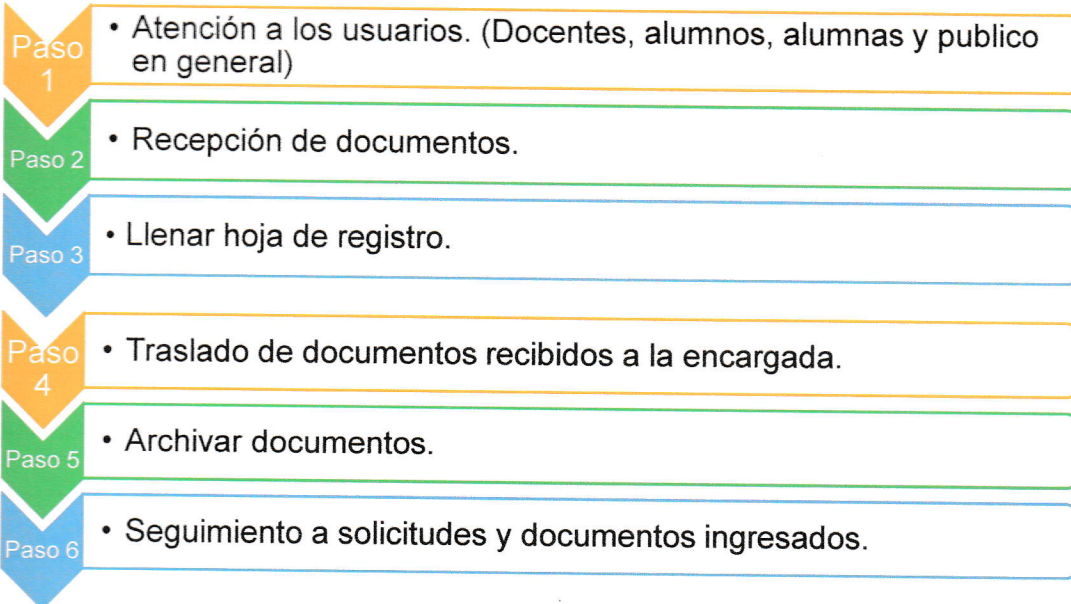 Paso
1
• Atención a los usuarios. (Docentes, alumnos, alumnas y publico
en general)
Paso 2
• Recepción de documentos.
Paso 3
• Llenar hoja de registro.
Paso
4
• Traslado de documentos recibidos a la encargada.
Paso 5
• Archivar documentos.
Paso 6
• Seguimiento a solicitudes y documentos ingresados.